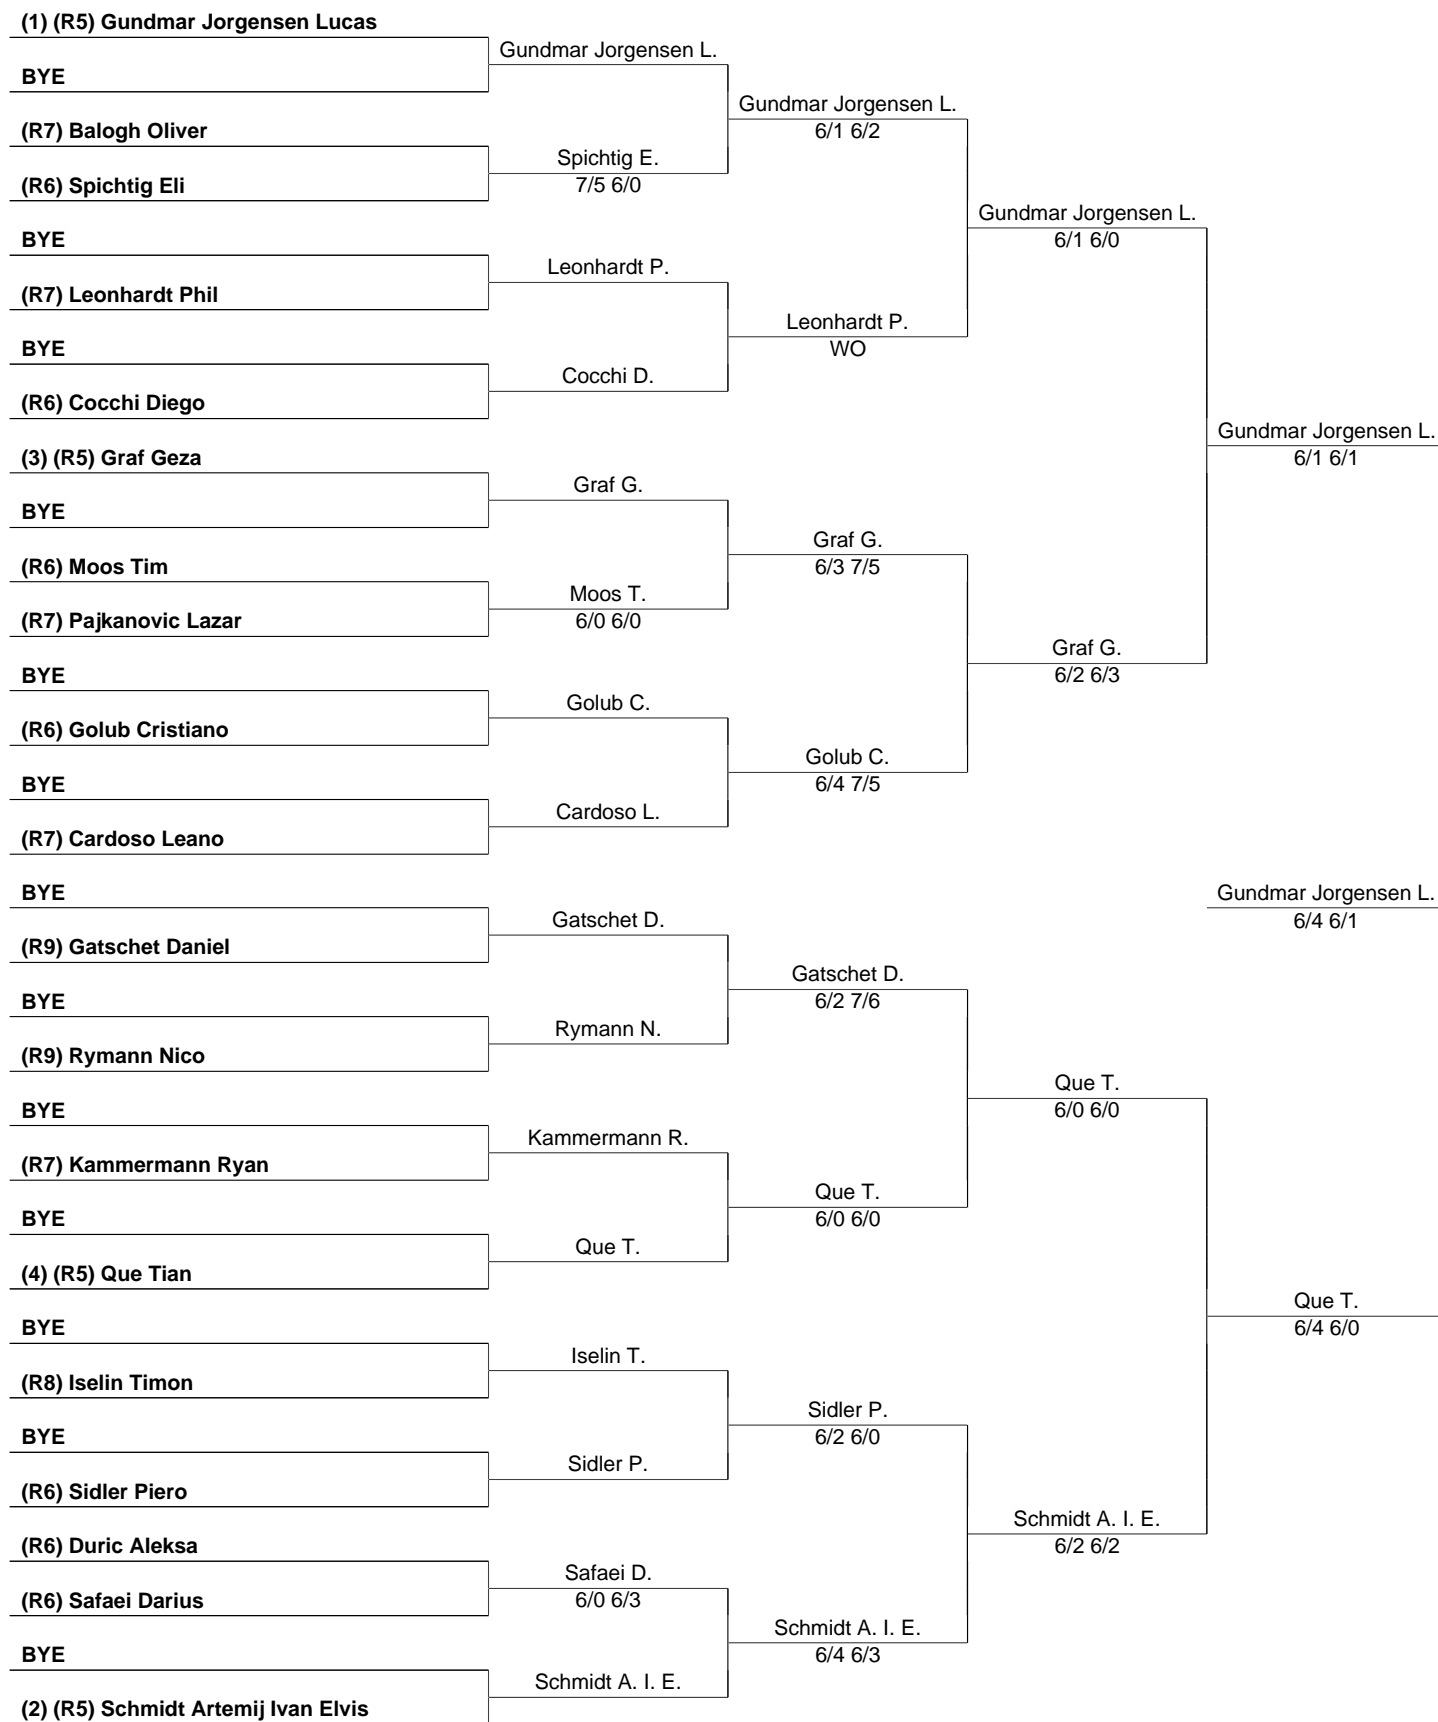 (1) (R5) Gundmar Jorgensen Lucas
Gundmar Jorgensen L.
BYE
Gundmar Jorgensen L.
6/1 6/2
(R7) Balogh Oliver
Spichtig E.
7/5 6/0
(R6) Spichtig Eli
Gundmar Jorgensen L.
6/1 6/0
BYE
Leonhardt P.
(R7) Leonhardt Phil
Leonhardt P.
WO
BYE
Cocchi D.
(R6) Cocchi Diego
Gundmar Jorgensen L.
6/1 6/1
(3) (R5) Graf Geza
Graf G.
BYE
Graf G.
6/3 7/5
(R6) Moos Tim
Moos T.
6/0 6/0
(R7) Pajkanovic Lazar
Graf G.
6/2 6/3
BYE
Golub C.
(R6) Golub Cristiano
Golub C.
6/4 7/5
BYE
Cardoso L.
(R7) Cardoso Leano
BYE
Gundmar Jorgensen L.
6/4 6/1
Gatschet D.
(R9) Gatschet Daniel
Gatschet D.
6/2 7/6
BYE
Rymann N.
(R9) Rymann Nico
Que T.
6/0 6/0
BYE
Kammermann R.
(R7) Kammermann Ryan
Que T.
6/0 6/0
BYE
Que T.
(4) (R5) Que Tian
Que T.
6/4 6/0
BYE
Iselin T.
(R8) Iselin Timon
Sidler P.
6/2 6/0
BYE
Sidler P.
(R6) Sidler Piero
Schmidt A. I. E.
6/2 6/2
(R6) Duric Aleksa
Safaei D.
6/0 6/3
(R6) Safaei Darius
Schmidt A. I. E.
6/4 6/3
BYE
Schmidt A. I. E.
(2) (R5) Schmidt Artemij Ivan Elvis